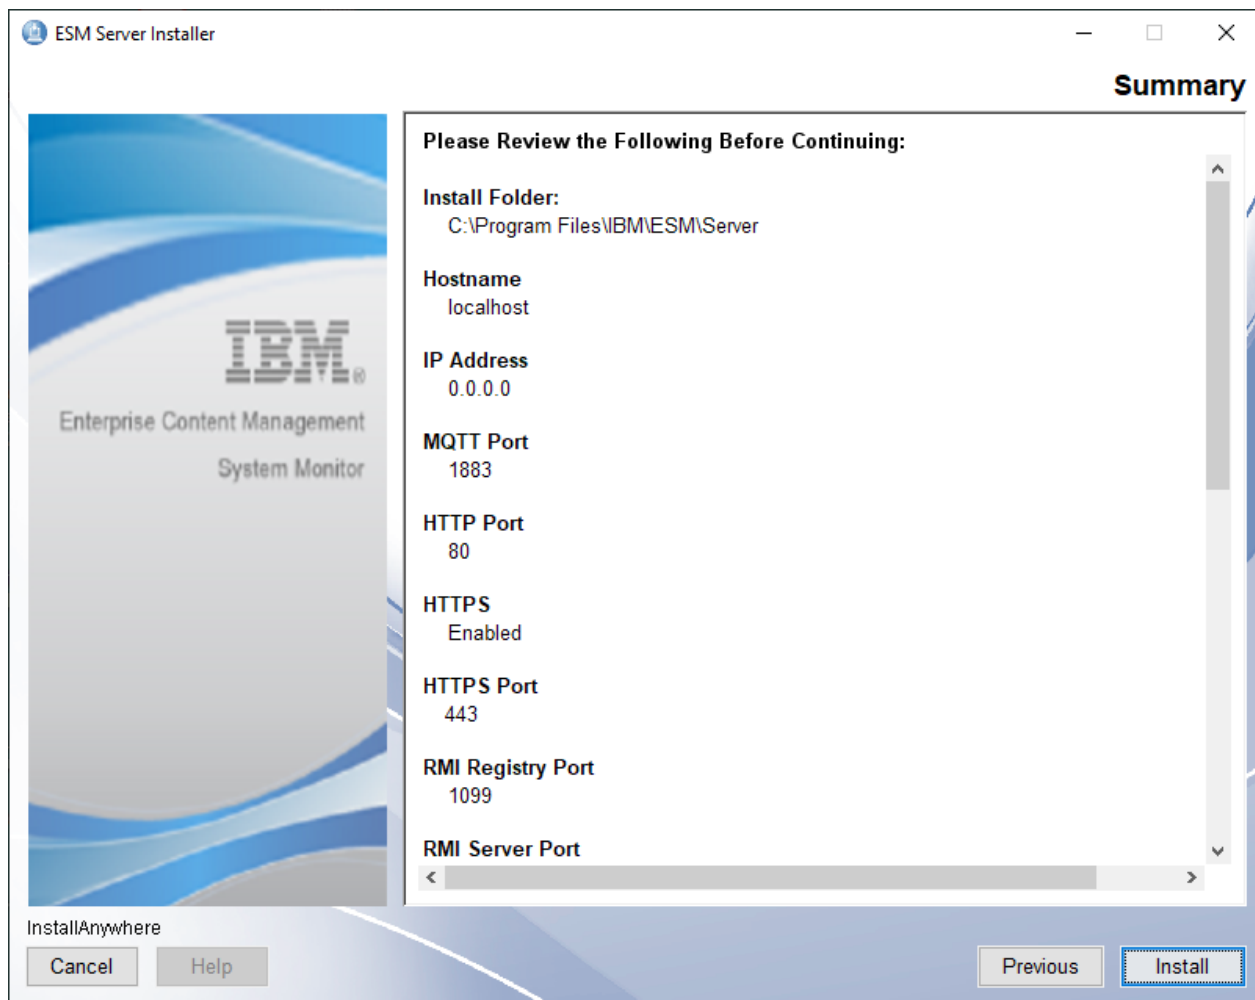 ESM Server Installer
Summary
IBM®
Enterprise Content Management
System Monitor
Please Review the Following Before Continuing:
Install Folder:
C:\Program Files\IBM\ESM\Server
Hostname
localhost
IP Address
0.0.0.0
MQTT Port
1883
HTTP Port
80
HTTPS
Enabled
HTTPS Port
443
RMI Registry Port
1099
RMI Server Port
InstallAnywhere
Cancel
Help
Previous
Install